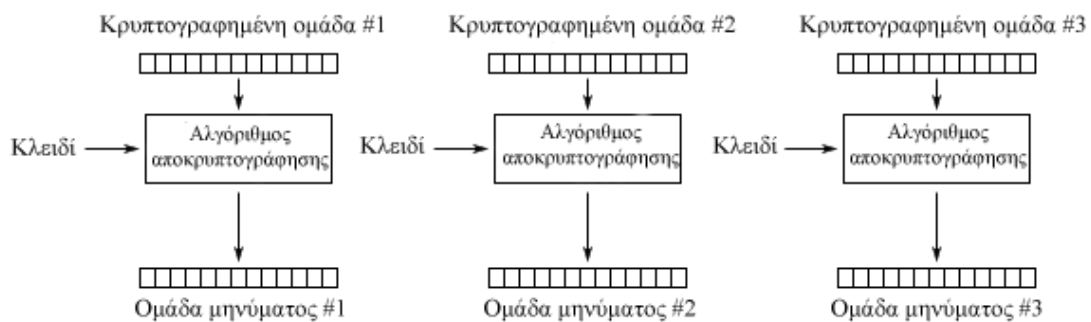 Κρυπτογραφημένη ομάδα #1
Κρυπτογραφημένη ομάδα #2
Κρυπτογραφημένη ομάδα #3
Κλειδί
Αλγόριθμος
αποκρυπτογράφησης
Κλειδί
Αλγόριθμος
αποκρυπτογράφησης
Κλειδί
Αλγόριθμος
αποκρυπτογράφησης
Ομάδα μηνύματος #1
Ομάδα μηνύματος #2
Ομάδα μηνύματος #3